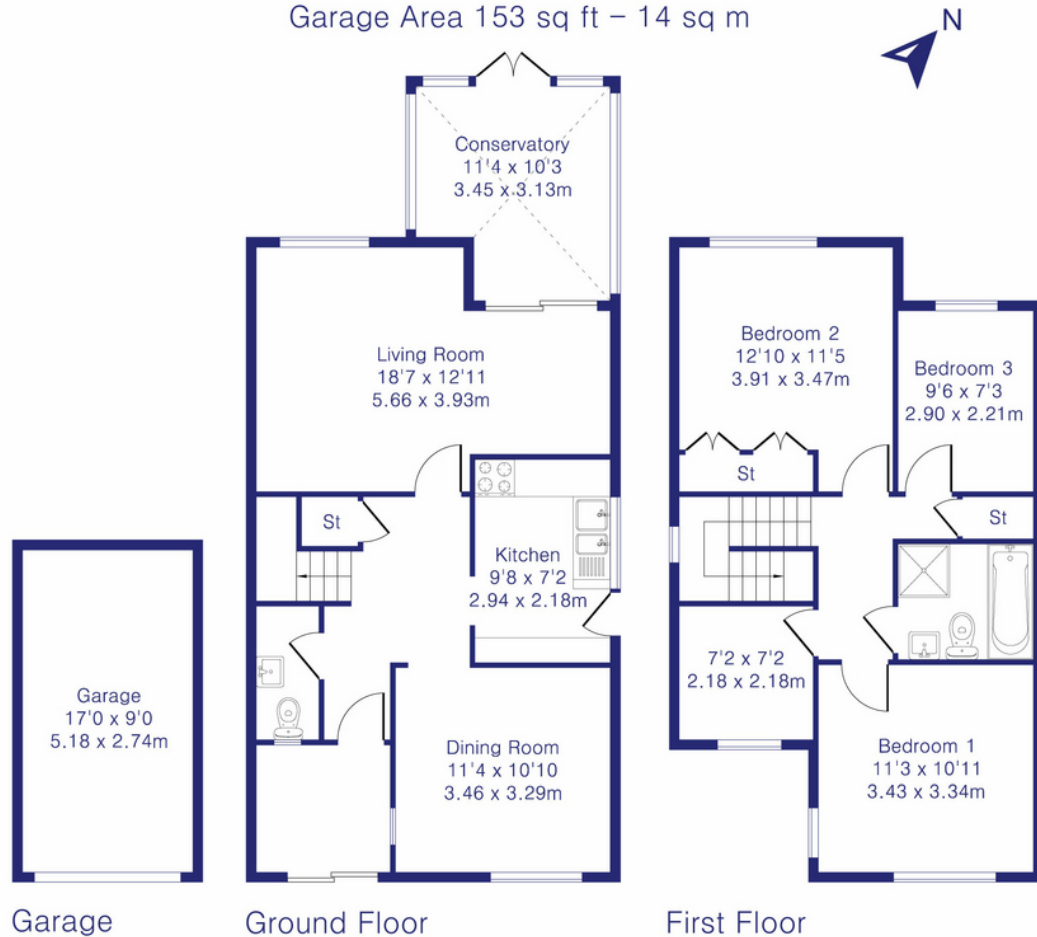 Garage Area 153 sq ft – 14 sq m
N
Conservatory
11'4 x 10'3
3.45 x 3.13m
Living Room
18'7 x 12'11
5.66 x 3.93m
Bedroom 2
12'10 x 11'5
3.91 x 3.47m
Bedroom 3
9'6 x 7'3
2.90 x 2.21m
St
St
St
Kitchen
9'8 x 7'2
2.94 x 2.18m
7'2 x 7'2
2.18 x 2.18m
Garage
17'0 x 9'0
5.18 x 2.74m
Dining Room
11'4 x 10'10
3.46 x 3.29m
Bedroom 1
11'3 x 10'11
3.43 x 3.34m
Garage
Ground Floor
First Floor